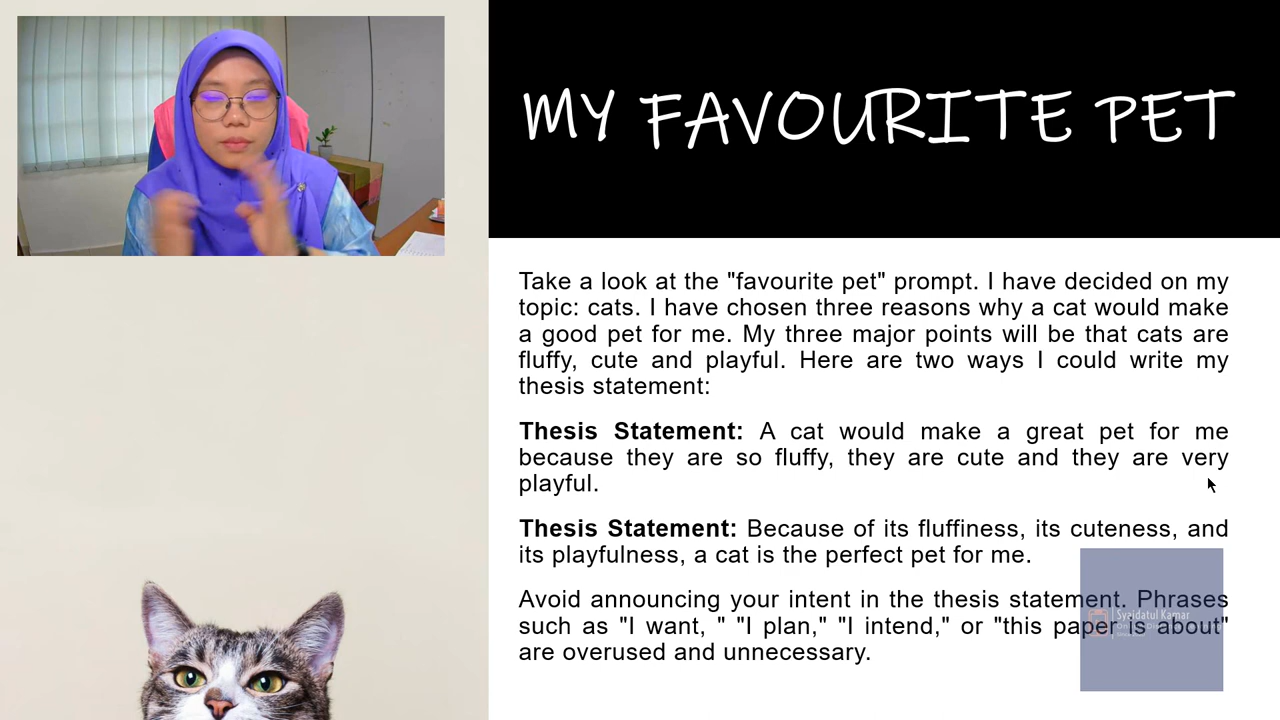 MY FAVOURITE PET
Take a look at the "favourite pet" prompt. I have decided on my
topic: cats. I have chosen three reasons why a cat would make
a good pet for me. My three major points will be that cats are
fluffy, cute and playful. Here are two ways I could write my
thesis statement:
Thesis Statement: A cat would make a great pet for me
because they are so fluffy, they are cute and they are very
playful.
Thesis Statement: Because of its fluffiness, its cuteness, and
its playfulness, a cat is the perfect pet for me.
Avoid announcing your intent in the thesis statement. Phrases
such as "I want, " "I plan," "I intend," or "this paper is about"
are overused and unnecessary.
Syaidatul Kamar